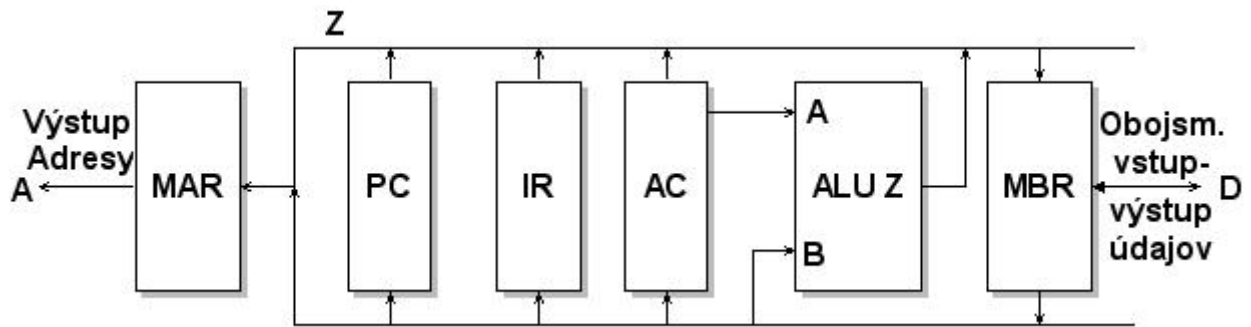 Z
Výstup
Adresy
A
MAR
PC
IR
AC
A
ALU Z
B
MBR
Obojsm.
vstup-
D
výstup
údajov